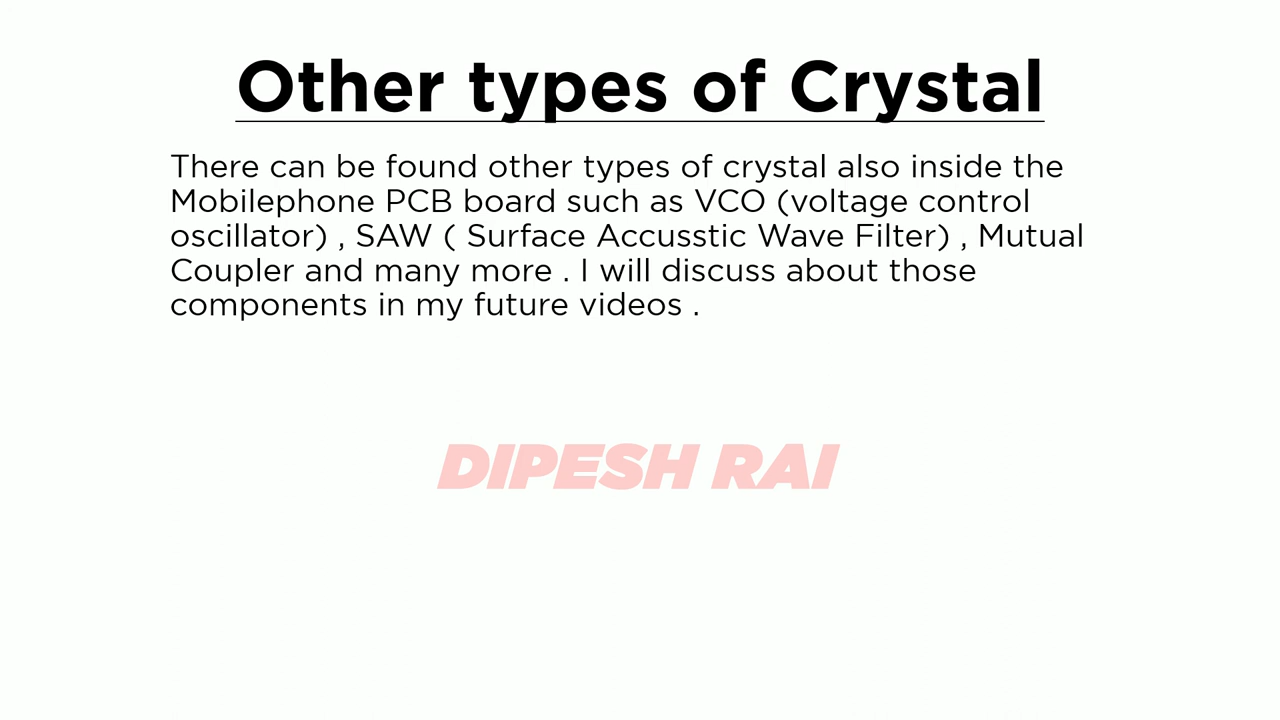 Other types of Crystal
There can be found other types of crystal also inside the
Mobilephone PCB board such as VCO (voltage control
oscillator) , SAW ( Surface Accusstic Wave Filter) , Mutual
Coupler and many more . I will discuss about those
components in my future videos .
DIPESH RAI